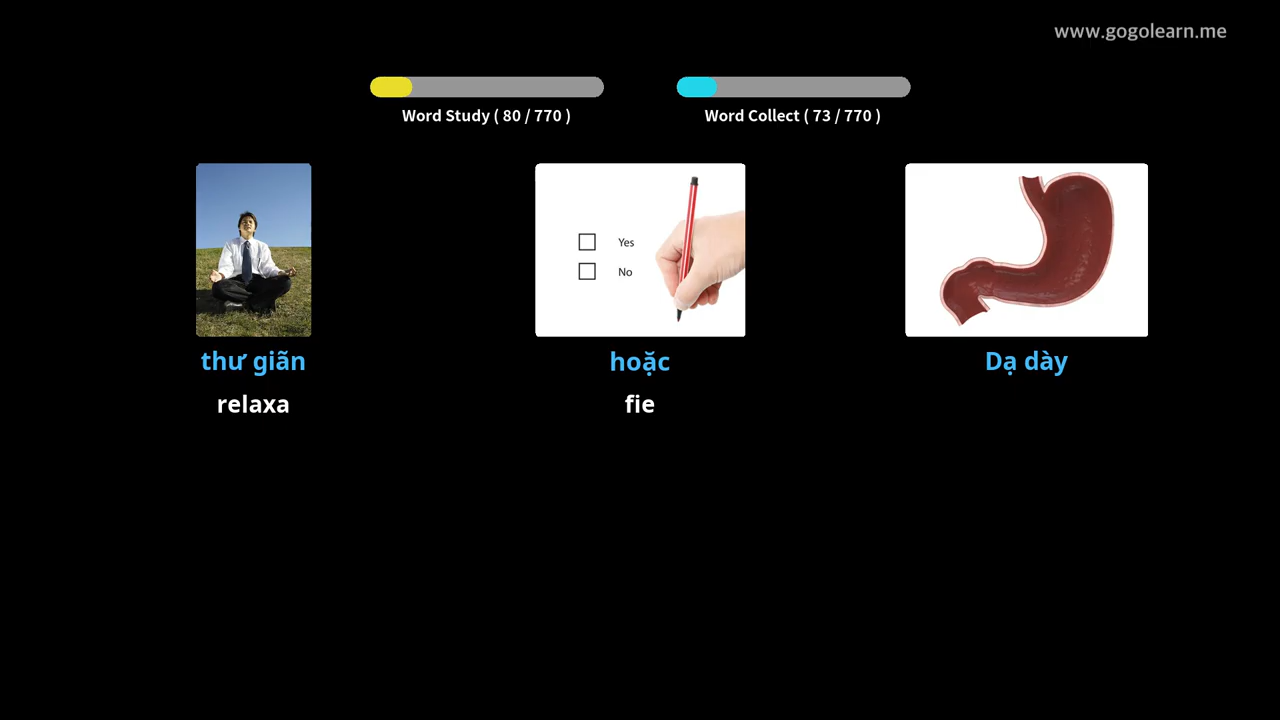 www.gogolearn.me
Word Study ( 80 / 770 )
Word Collect ( 73 / 770 )
Yes
No
thư giãn
hoặc
Dạ dày
relaxa
fie